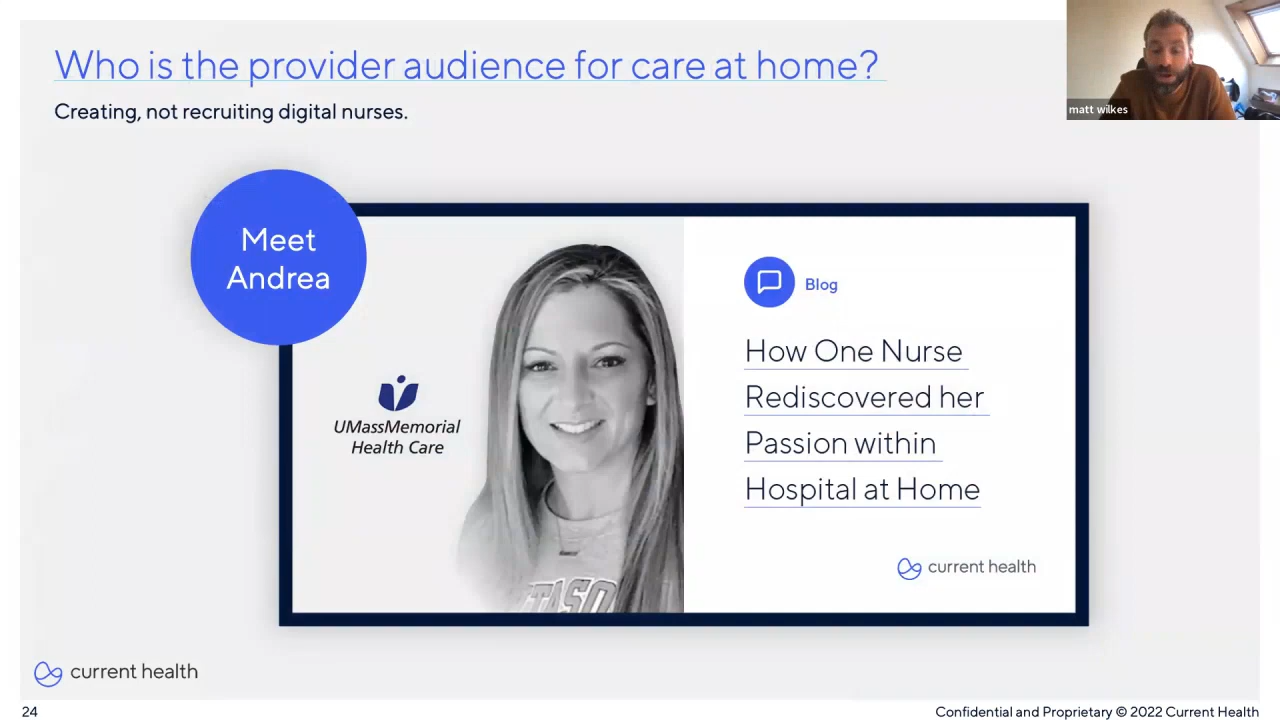 Who is the provider audience for care at home?
Creating, not recruiting digital nurses.
matt wilkes
Meet
Andrea
UMassMemorial
Health Care
Blog
How One Nurse
Rediscovered her
Passion within
Hospital at Home
current health
current health
24
Confidential and Proprietary © 2022 Current Health